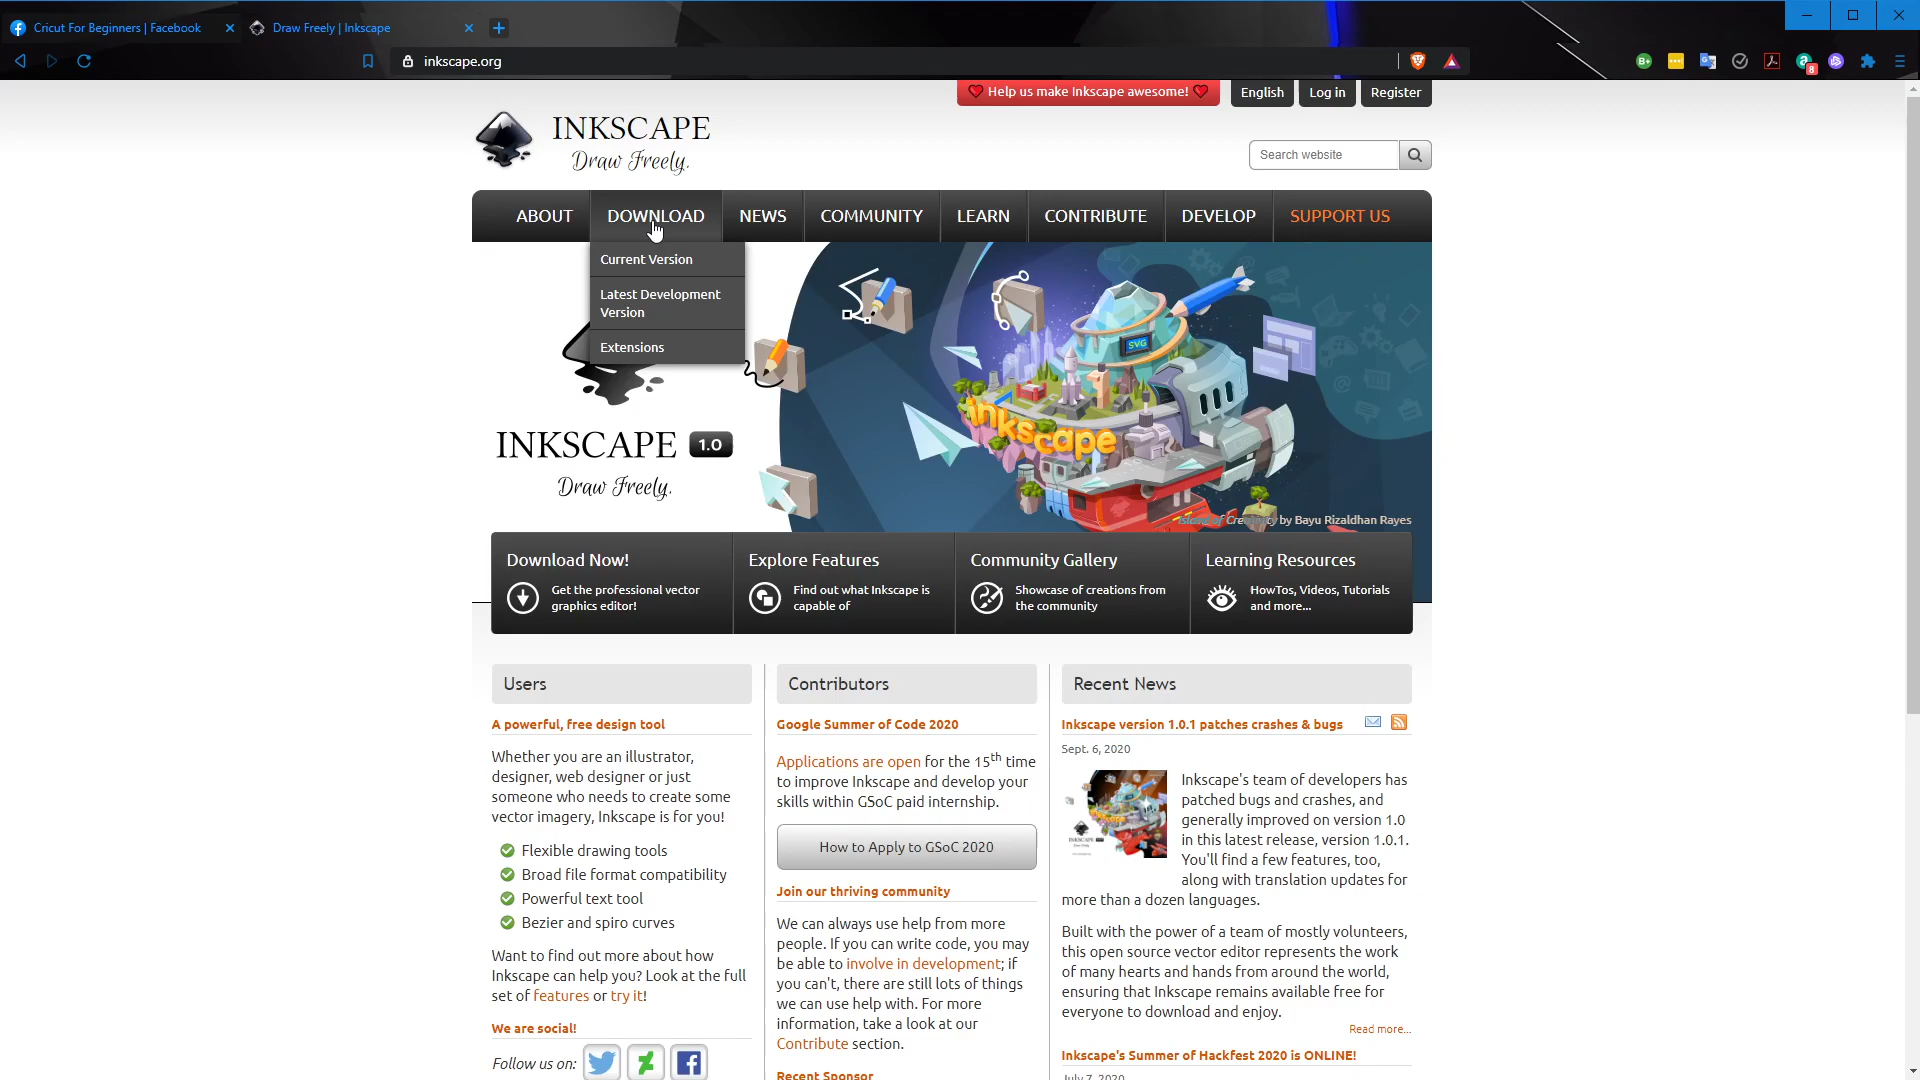 Cricut For Beginners | Facebook
Draw Freely | Inkscape
inkscape.org
8
Help us make Inkscape awesome!
English
Log in
Register
INKSCAPE
Draw Freely.
Search website
ABOUT
DOWNLOAD
NEWS
COMMUNITY
LEARN
CONTRIBUTE
DEVELOP
SUPPORT US
Current Version
Latest Development
Version
Extensions
SVG
inkscape
INKSCAPE 1.0
Draw Freely.
Island of Creativity by Bayu Rizaldhan Rayes
Download Now!
Get the professional vector
graphics editor!
Explore Features
Find out what Inkscape is
capable of
Community Gallery
Showcase of creations from
the community
Learning Resources
HowTos, Videos, Tutorials
and more...
Users
A powerful, free design tool
Whether you are an illustrator,
designer, web designer or just
someone who needs to create some
vector imagery, Inkscape is for you!
Flexible drawing tools
Broad file format compatibility
Powerful text tool
Bezier and spiro curves
Want to find out more about how
Inkscape can help you? Look at the full
set of features or try it!
We are social!
Follow us on:
Contributors
Google Summer of Code 2020
Applications are open for the 15th time
to improve Inkscape and develop your
skills within GSoC paid internship.
How to Apply to GSoC 2020
Join our thriving community
We can always use help from more
people. If you can write code, you may
be able to involve in development; if
you can't, there are still lots of things
we can use help with. For more
information, take a look at our
Contribute section.
Recent Sponsor
Recent News
Inkscape version 1.0.1 patches crashes & bugs
Sept. 6, 2020
Inkscape's team of developers has
patched bugs and crashes, and
generally improved on version 1.0
in this latest release, version 1.0.1.
You'll find a few features, too,
along with translation updates for
more than a dozen languages.
Built with the power of a team of mostly volunteers,
this open source vector editor represents the work
of many hearts and hands from around the world,
ensuring that Inkscape remains available free for
everyone to download and enjoy.
Read more...
Inkscape's Summer of Hackfest 2020 is ONLINE!
July 7, 2020